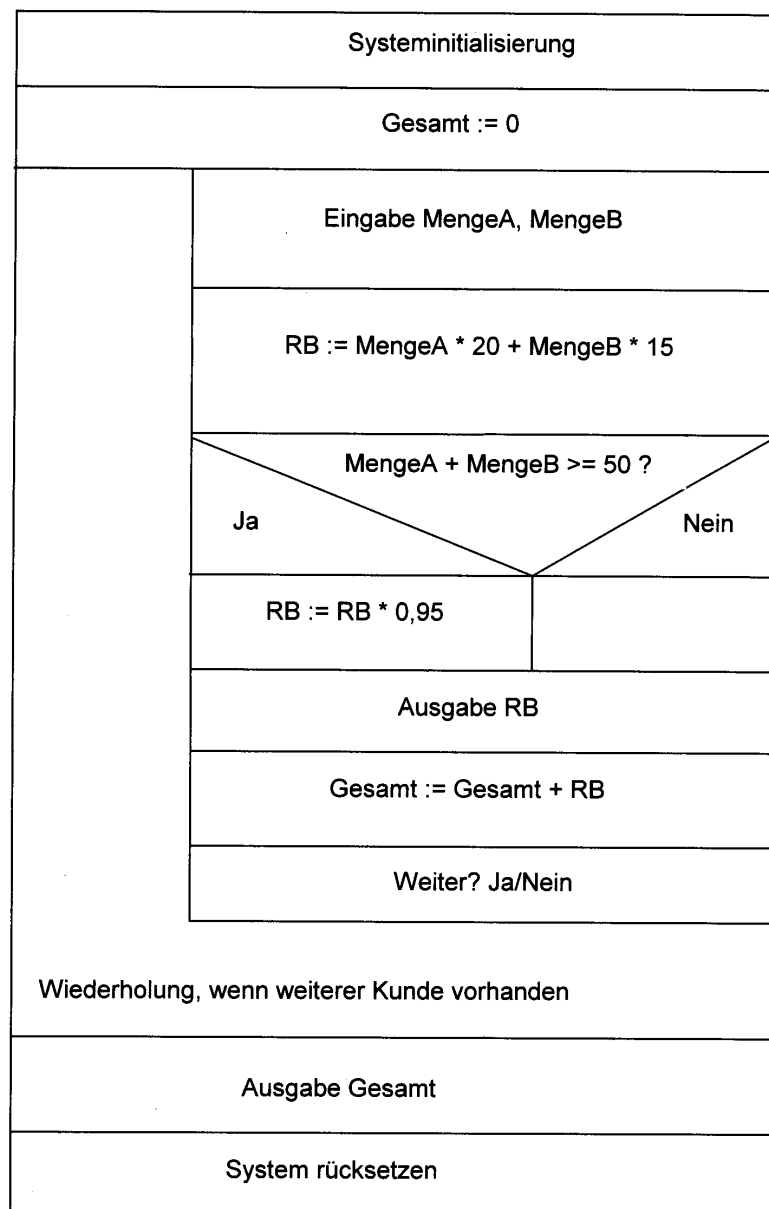 Systeminitialisierung
Gesamt := 0
Eingabe MengeA, MengeB
RB := MengeA * 20 + MengeB * 15
MengeA + MengeB >= 50 ?
Ja
Nein
RB := RB * 0,95
Ausgabe RB
Gesamt := Gesamt + RB
Weiter? Ja/Nein
Wiederholung, wenn weiterer Kunde vorhanden
Ausgabe Gesamt
System rücksetzen